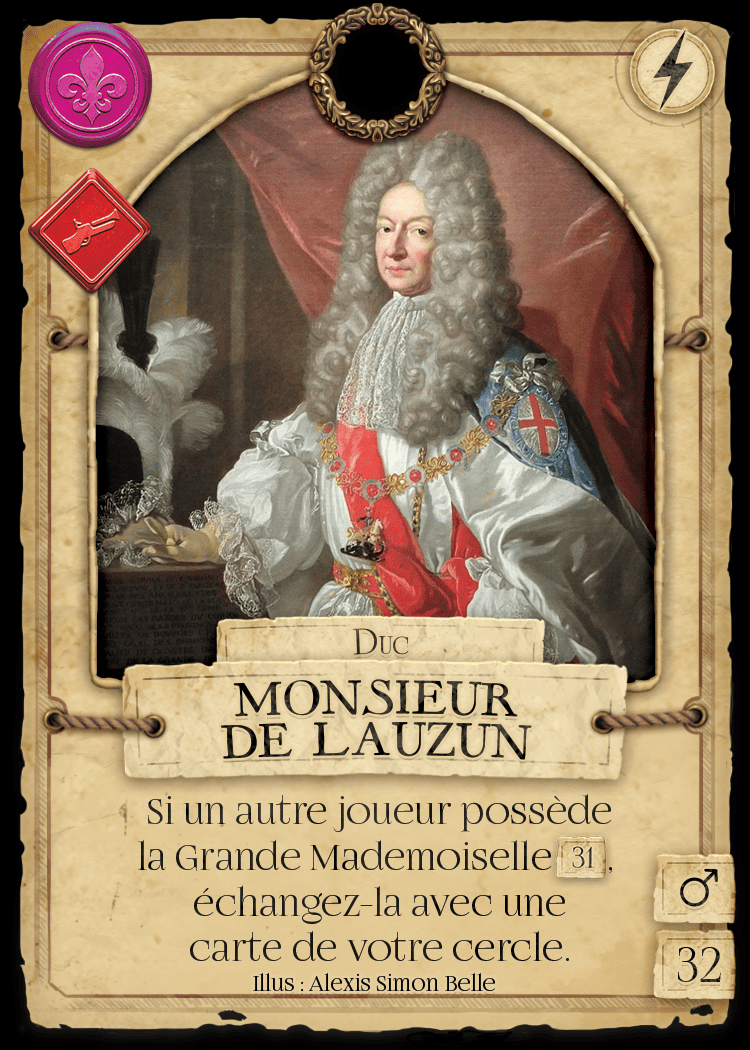 Duc
MONSIEUR
DE LAUZUN
Si un autre joueur possède
la Grande Mademoiselle 31,
échangez-la avec une
carte de votre cercle.
Illus : Alexis Simon Belle
♂
32